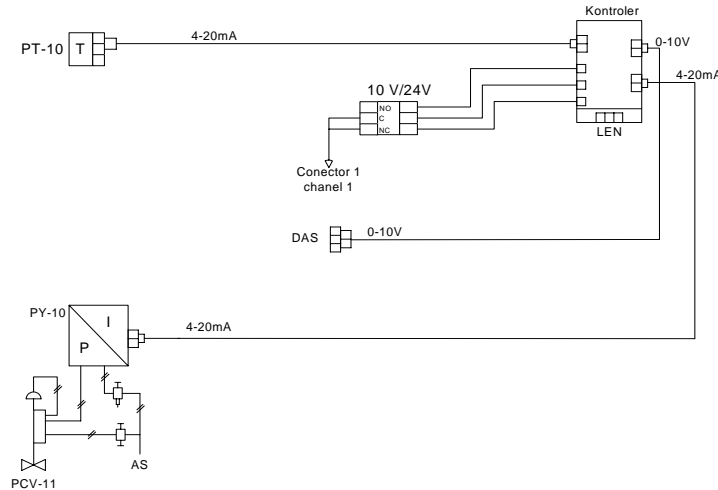 Kontroler
4-20mA
0-10V
PT-10
T
4-20mA
10 V/24V
NO
C
NC
LEN
Conector 1
chanel 1
DAS
0-10V
PY-10
I
P
4-20mA
AS
PCV-11